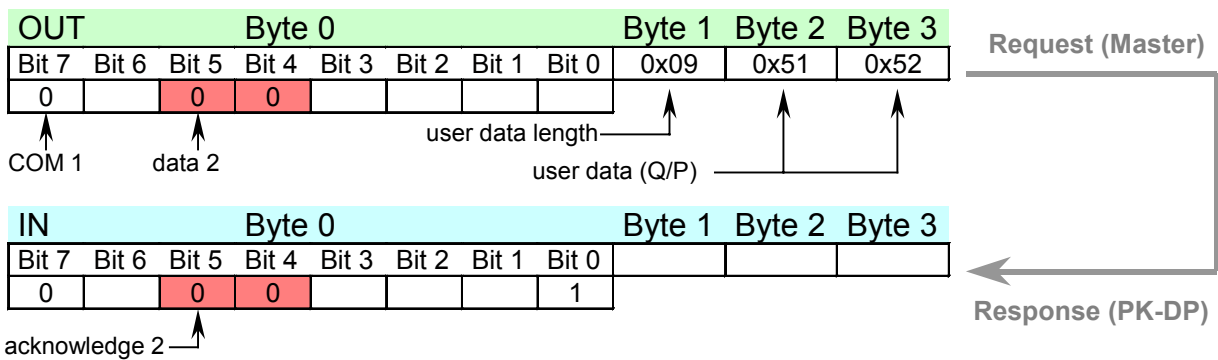 OUT Byte 0 Byte 1 Byte 2 Byte 3
Request (Master)
Bit 7 Bit 6 Bit 5 Bit 4 Bit 3 Bit 2 Bit 1 Bit 0 0x09 0x51 0x52
0 0 0
user data length
COM 1 data 2 user data (Q/P)
IN Byte 0 Byte 1 Byte 2 Byte 3
Bit 7 Bit 6 Bit 5 Bit 4 Bit 3 Bit 2 Bit 1 Bit 0
0 0 0 1
Response (PK-DP)
acknowledge 2